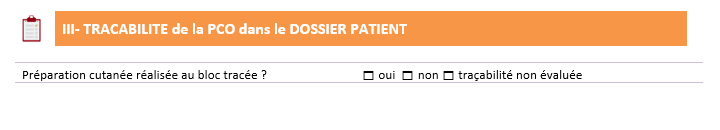 III- TRACABILITE de la PCO dans le DOSSIER PATIENT
Préparation cutanée réalisée au bloc tracée ? ☐ oui ☐ non ☐ traçabilité non évaluée